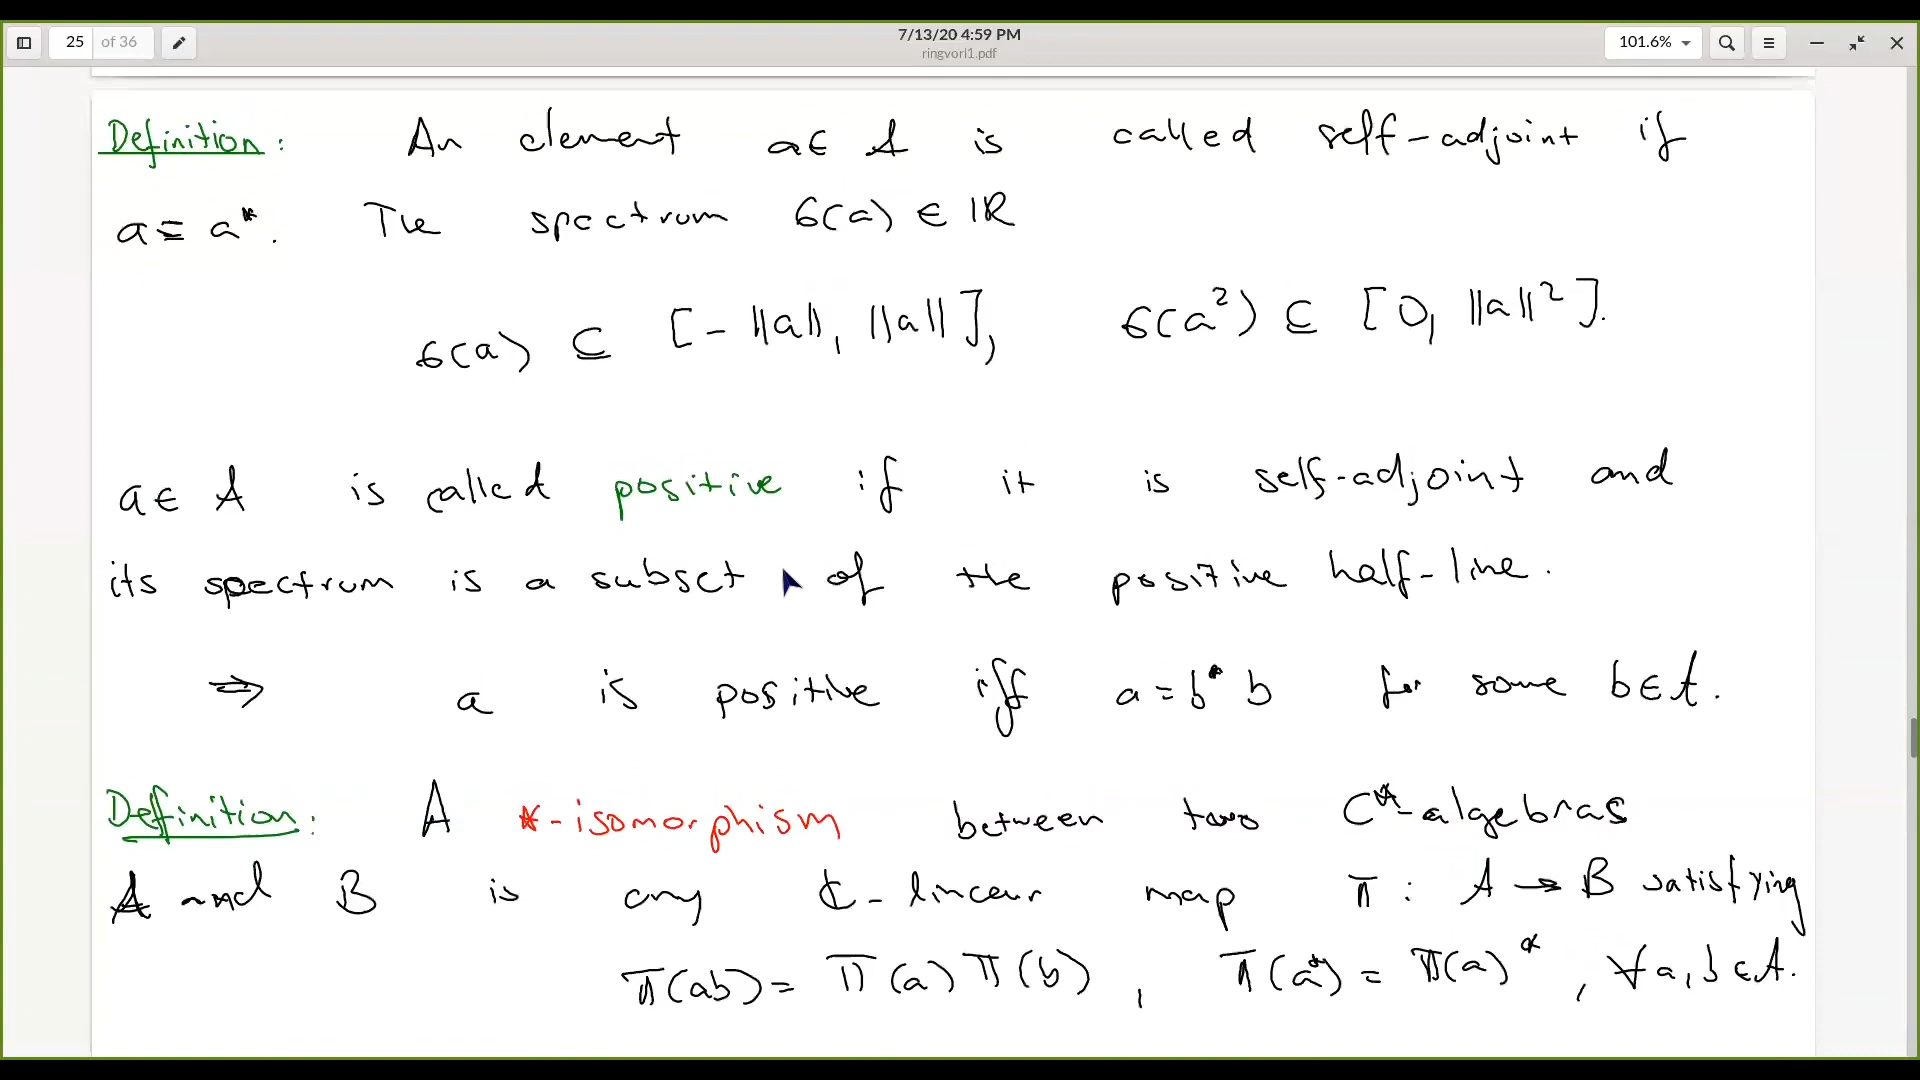 25 of 36
7/13/20 4:59 PM
ringvorl1.pdf
101.6%
Definition: An element a ∈ A is called self-adjoint if
a = a*. The spectrum σ(a) ∈ ℝ
σ(a) ⊆ [-||a||, ||a||], σ(a²) ⊆ [0, ||a||²].
a ∈ A is called positive if it is self-adjoint and
its spectrum is a subset of the positive half-line.
⇒ a is positive iff a = b* b for some b ∈ A.
Definition: A *-isomorphism between two C*-algebras
A and B is any ℂ-linear map π : A → B satisfying
π(ab) = π(a) π(b), π(a*) = π(a)*, ∀ a, b ∈ A.